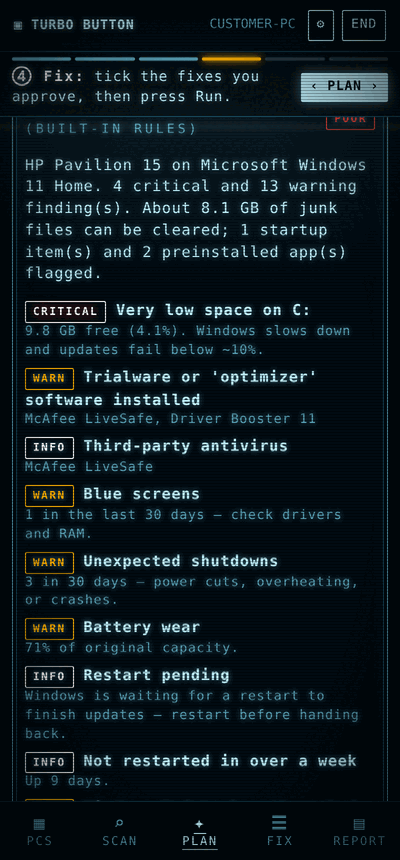 TURBO BUTTON CUSTOMER-PC END
④ Fix: tick the fixes you
approve, then press Run.
‹ PLAN ›
(BUILT-IN RULES) POOR
HP Pavilion 15 on Microsoft Windows
11 Home. 4 critical and 13 warning
finding(s). About 8.1 GB of junk
files can be cleared; 1 startup
item(s) and 2 preinstalled app(s)
flagged.
CRITICAL Very low space on C:
9.8 GB free (4.1%). Windows slows down
and updates fail below ~10%.
WARN Trialware or 'optimizer'
software installed
McAfee LiveSafe, Driver Booster 11
INFO Third-party antivirus
McAfee LiveSafe
WARN Blue screens
1 in the last 30 days — check drivers
and RAM.
WARN Unexpected shutdowns
3 in 30 days — power cuts, overheating,
or crashes.
WARN Battery wear
71% of original capacity.
INFO Restart pending
Windows is waiting for a restart to
finish updates — restart before handing
back.
INFO Not restarted in over a week
Up 9 days.
PCS SCAN PLAN FIX REPORT